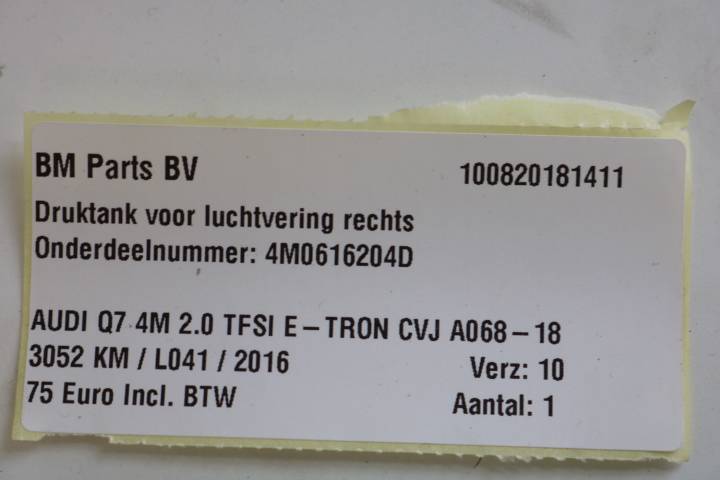 BM Parts BV 100820181411
Druktank voor luchtvering rechts
Onderdeelnummer: 4M0616204D
AUDI Q7 4M 2.0 TFSI E-TRON CVJ A068-18
3052 KM / L041 / 2016 Verz: 10
75 Euro Incl. BTW Aantal: 1